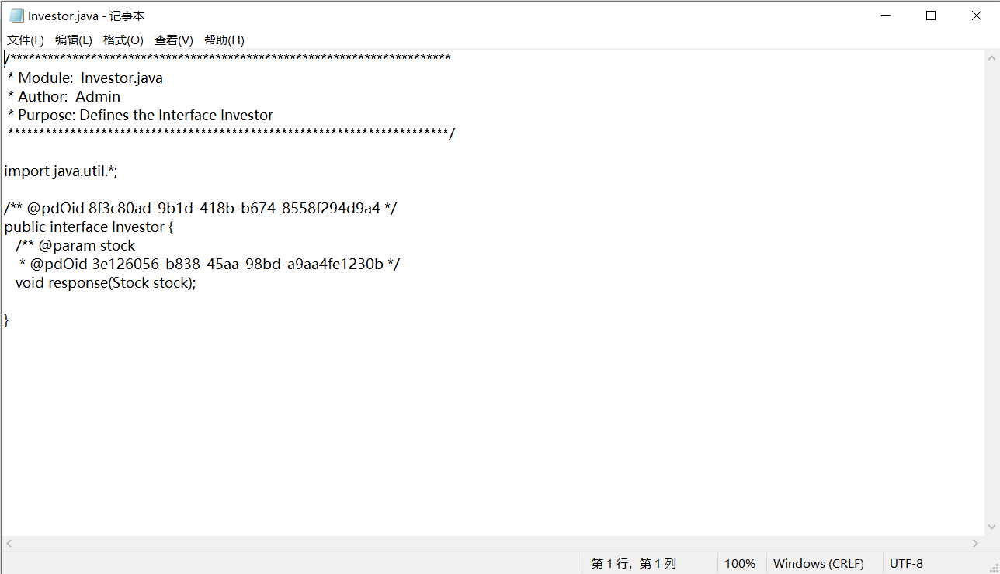 Investor.java - 记事本
文件(F) 编辑(E) 格式(O) 查看(V) 帮助(H)
/***********************************************************************
 * Module:  Investor.java
 * Author:  Admin
 * Purpose: Defines the Interface Investor
 ***********************************************************************/
import java.util.*;
/** @pdOid 8f3c80ad-9b1d-418b-b674-8558f294d9a4 */
public interface Investor {
   /** @param stock
    * @pdOid 3e126056-b838-45aa-98bd-a9aa4fe1230b */
   void response(Stock stock);
}
第 1 行，第 1 列 100% Windows (CRLF) UTF-8